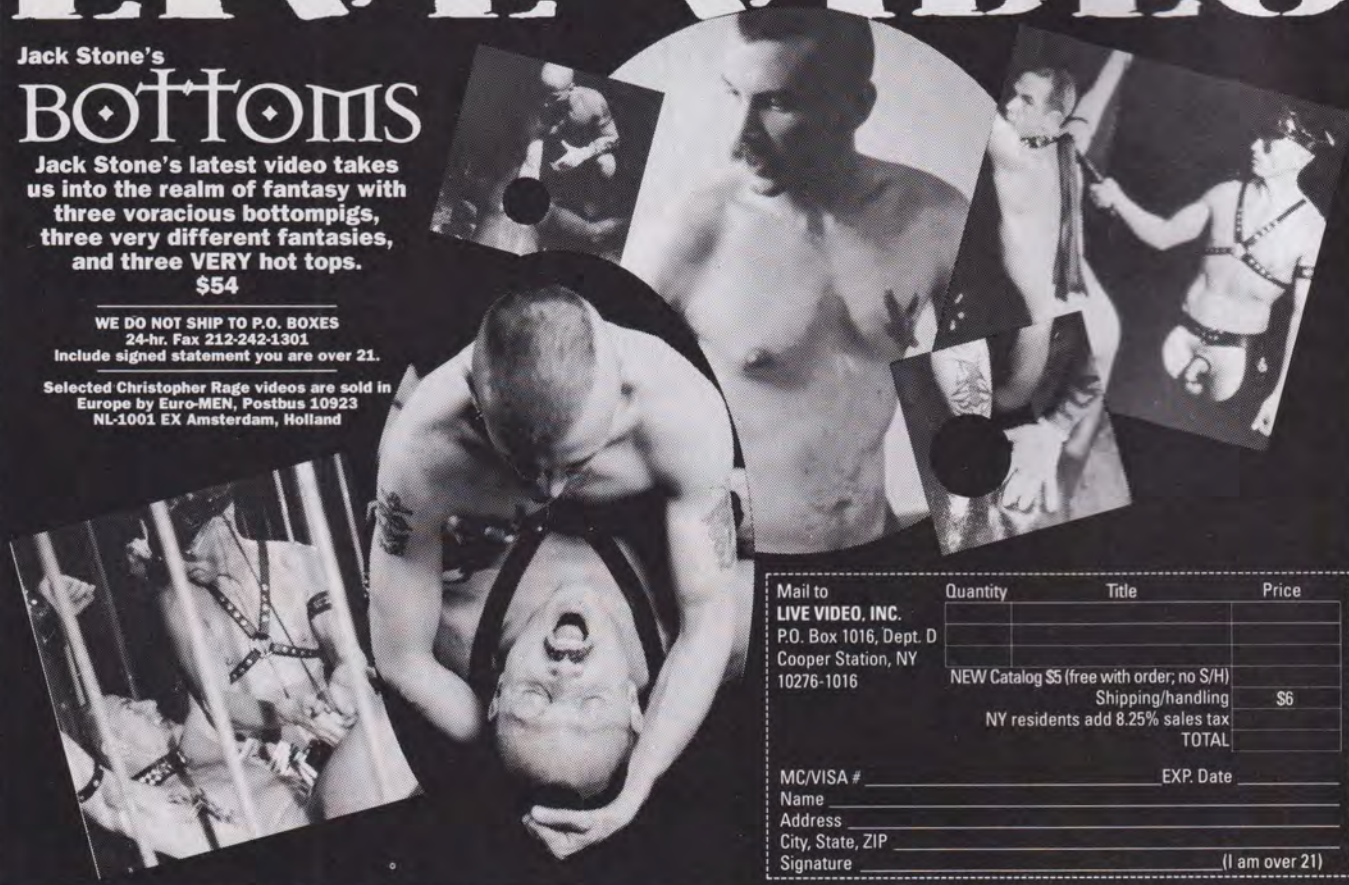 LIVE VIDEO
Jack Stone's
BOTTOMS
Jack Stone's latest video takes
us into the realm of fantasy with
three voracious bottompigs,
three very different fantasies,
and three VERY hot tops.
$54
WE DO NOT SHIP TO P.O. BOXES
24-hr. Fax 212-242-1301
Include signed statement you are over 21.
Selected Christopher Rage videos are sold in
Europe by Euro-MEN, Postbus 10923
NL-1001 EX Amsterdam, Holland
Mail to
LIVE VIDEO, INC.
P.O. Box 1016, Dept. D
Cooper Station, NY
10276-1016
Quantity Title Price
NEW Catalog $5 (free with order; no S/H)
Shipping/handling $6
NY residents add 8.25% sales tax
TOTAL
MC/VISA # EXP. Date
Name
Address
City, State, ZIP
Signature (I am over 21)